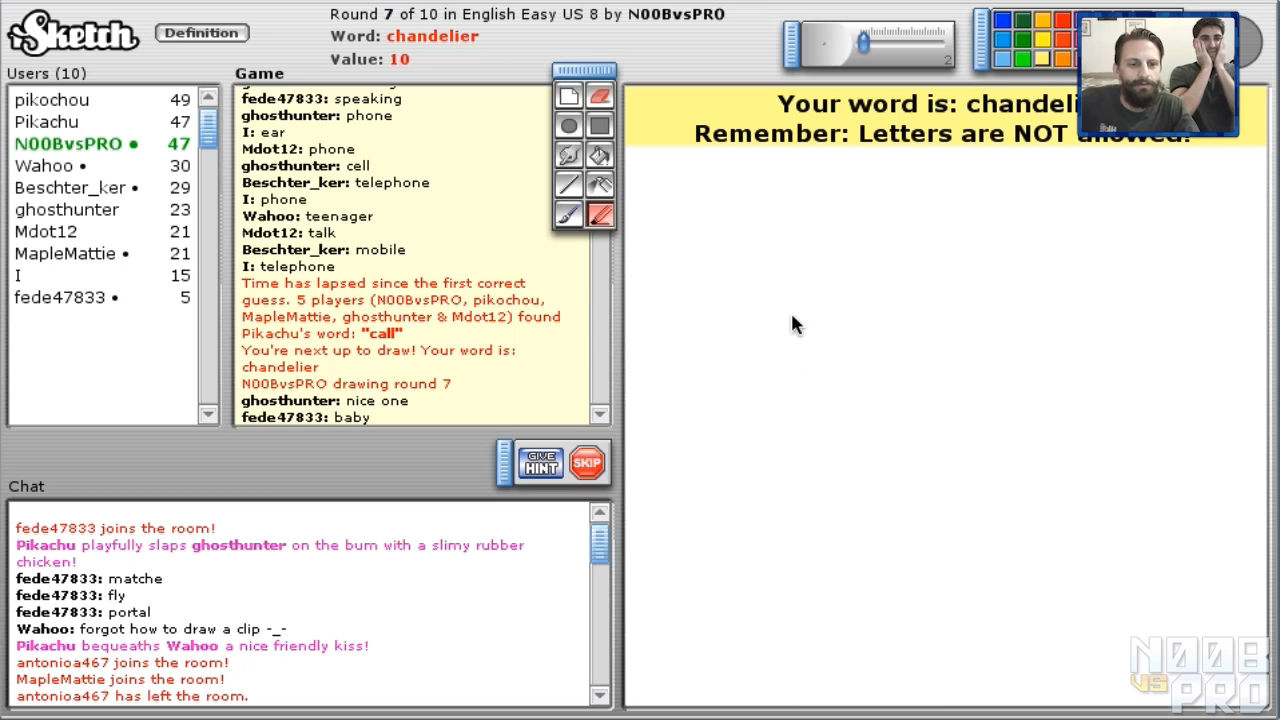 iSketch
Definition
Round 7 of 10 in English Easy US 8 by N00BvsPRO
Word: chandelier
Value: 10
2
Users (10)
pikochou 49
Pikachu 47
N00BvsPRO • 47
Wahoo • 30
Beschter_ker • 29
ghosthunter 23
Mdot12 21
MapleMattie • 21
I 15
fede47833 • 5
Game
fede47833: speaking
ghosthunter: phone
I: ear
Mdot12: phone
ghosthunter: cell
Beschter_ker: telephone
I: phone
Wahoo: teenager
Mdot12: talk
Beschter_ker: mobile
I: telephone
Time has lapsed since the first correct
guess. 5 players (N00BvsPRO, pikochou,
MapleMattie, ghosthunter & Mdot12) found
Pikachu's word: "call"
You're next up to draw! Your word is:
chandelier
N00BvsPRO drawing round 7
ghosthunter: nice one
fede47833: baby
GIVE
HINT
SKIP
Your word is: chandeli
Remember: Letters are NOT allowed!
Chat
fede47833 joins the room!
Pikachu playfully slaps ghosthunter on the bum with a slimy rubber
chicken!
fede47833: matche
fede47833: fly
fede47833: portal
Wahoo: forgot how to draw a clip -_-
Pikachu bequeaths Wahoo a nice friendly kiss!
antonioa467 joins the room!
MapleMattie joins the room!
antonioa467 has left the room.
N00B
VS
PRO